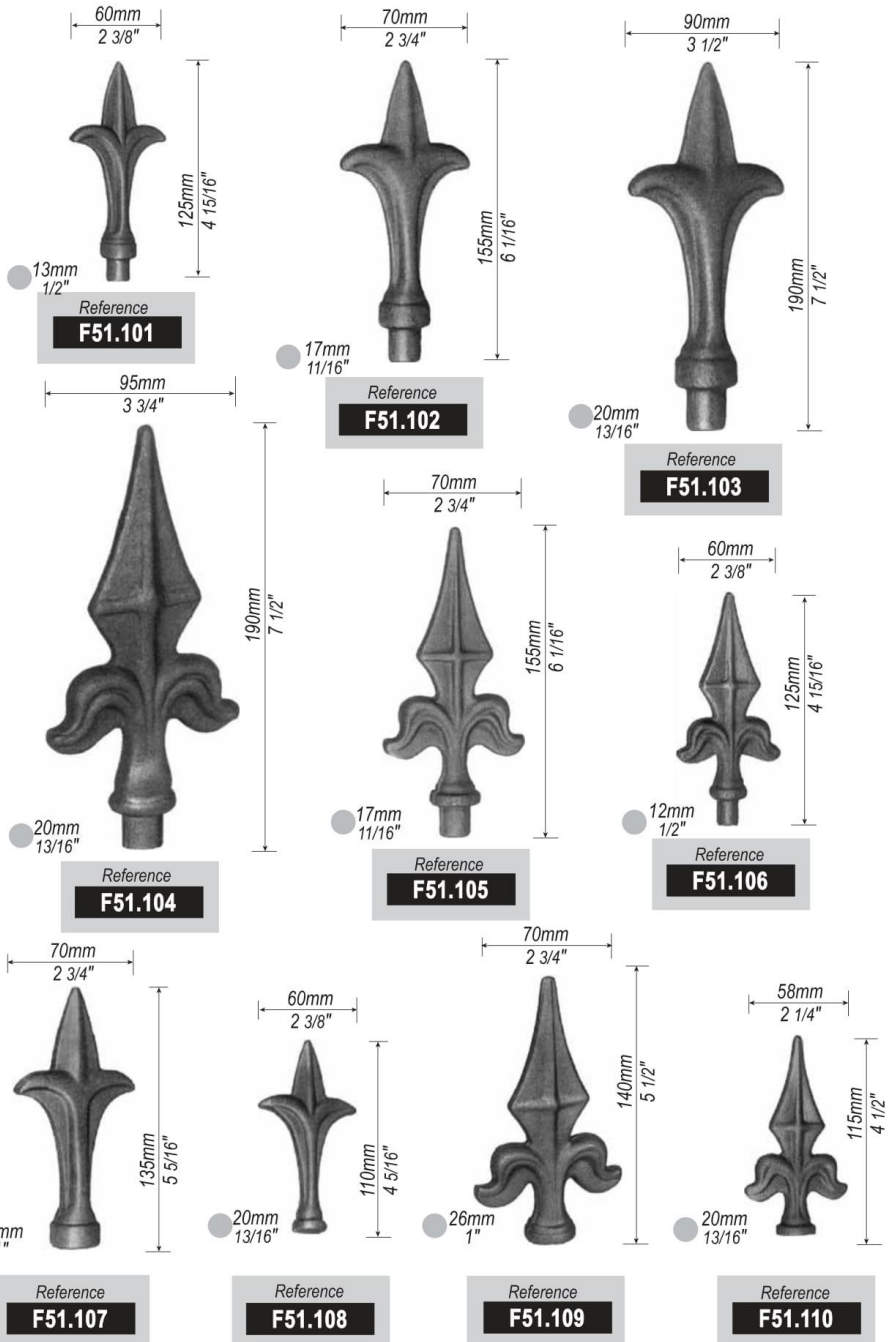 60mm
2 3/8"
125mm
4 15/16"
13mm
1/2"
Reference
F51.101
70mm
2 3/4"
155mm
6 1/16"
17mm
11/16"
Reference
F51.102
90mm
3 1/2"
190mm
7 1/2"
20mm
13/16"
Reference
F51.103
95mm
3 3/4"
190mm
7 1/2"
20mm
13/16"
Reference
F51.104
70mm
2 3/4"
155mm
6 1/16"
17mm
11/16"
Reference
F51.105
60mm
2 3/8"
125mm
4 15/16"
12mm
1/2"
Reference
F51.106
70mm
2 3/4"
135mm
5 5/16"
Reference
F51.107
60mm
2 3/8"
110mm
4 5/16"
20mm
13/16"
Reference
F51.108
70mm
2 3/4"
140mm
5 1/2"
26mm
1"
Reference
F51.109
58mm
2 1/4"
115mm
4 1/2"
20mm
13/16"
Reference
F51.110